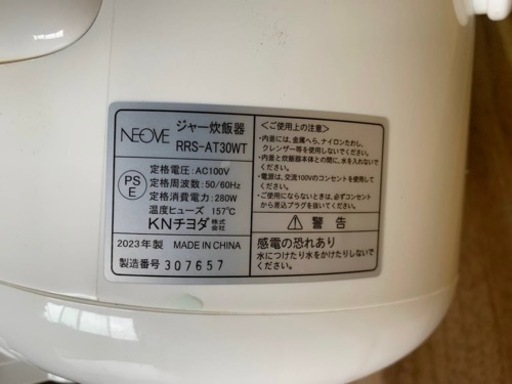 NEOVE ジャー炊飯器
RRS-AT30WT
PS
E
定格電圧:AC100V
定格周波数:50/60Hz
定格消費電力:280W
温度ヒューズ 157℃
KNチヨダ株式会社
2023年製 MADE IN CHINA
製造番号 307657
<ご使用上の注意>
・内釜には、金属へら、ナイロンたわし、
クレンザー等を使用しないでください。
・内釜と炊飯器本体との間に、水を入れないで
ください。
・電源は、交流100Vのコンセントを使用して
ください。
・ご使用にならないときは、必ずコンセント
から差込プラグを抜いてください。
⚠ 警告
感電の恐れあり
水につけたり水をかけたりしないで
ください。